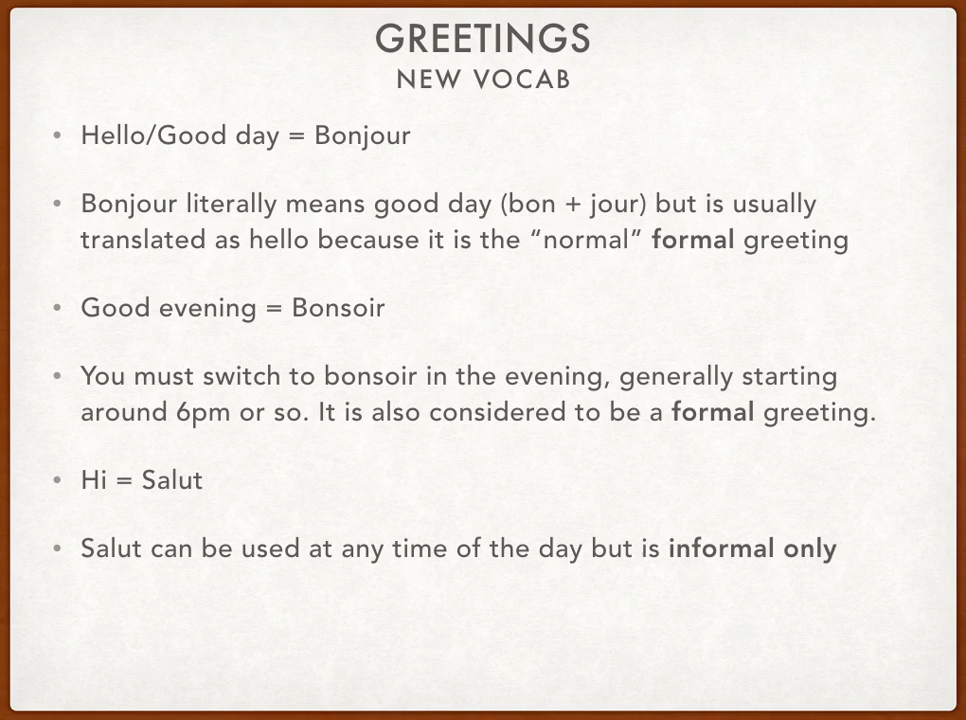 GREETINGS
NEW VOCAB
• Hello/Good day = Bonjour
• Bonjour literally means good day (bon + jour) but is usually
translated as hello because it is the “normal” formal greeting
• Good evening = Bonsoir
• You must switch to bonsoir in the evening, generally starting
around 6pm or so. It is also considered to be a formal greeting.
• Hi = Salut
• Salut can be used at any time of the day but is informal only